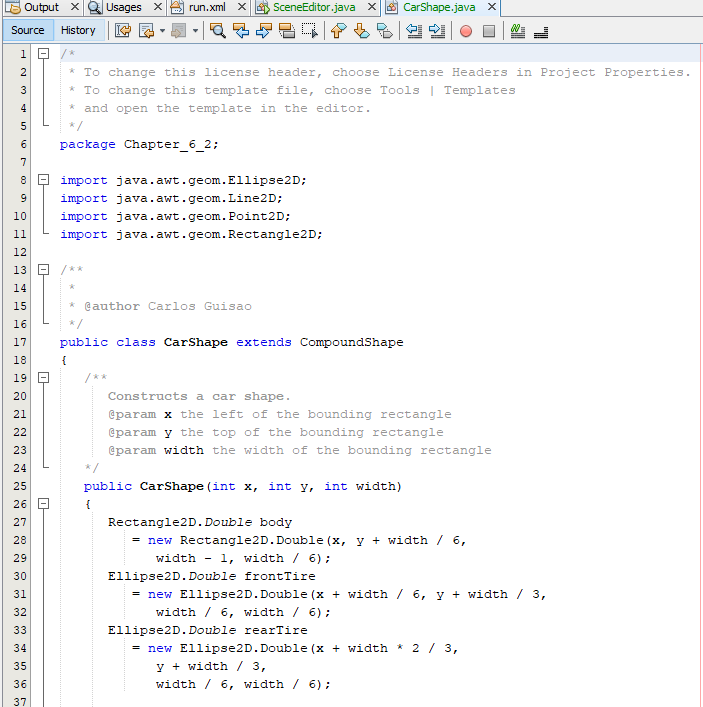 Output
Usages
run.xml
SceneEditor.java
CarShape.java
Source
History
1 /*
2 * To change this license header, choose License Headers in Project Properties.
3 * To change this template file, choose Tools | Templates
4 * and open the template in the editor.
5 */
6 package Chapter_6_2;
7
8 import java.awt.geom.Ellipse2D;
9 import java.awt.geom.Line2D;
10 import java.awt.geom.Point2D;
11 import java.awt.geom.Rectangle2D;
12
13 /**
14 *
15 * @author Carlos Guisao
16 */
17 public class CarShape extends CompoundShape
18 {
19 /**
20 Constructs a car shape.
21 @param x the left of the bounding rectangle
22 @param y the top of the bounding rectangle
23 @param width the width of the bounding rectangle
24 */
25 public CarShape(int x, int y, int width)
26 {
27 Rectangle2D.Double body
28 = new Rectangle2D.Double(x, y + width / 6,
29 width - 1, width / 6);
30 Ellipse2D.Double frontTire
31 = new Ellipse2D.Double(x + width / 6, y + width / 3,
32 width / 6, width / 6);
33 Ellipse2D.Double rearTire
34 = new Ellipse2D.Double(x + width * 2 / 3,
35 y + width / 3,
36 width / 6, width / 6);
37